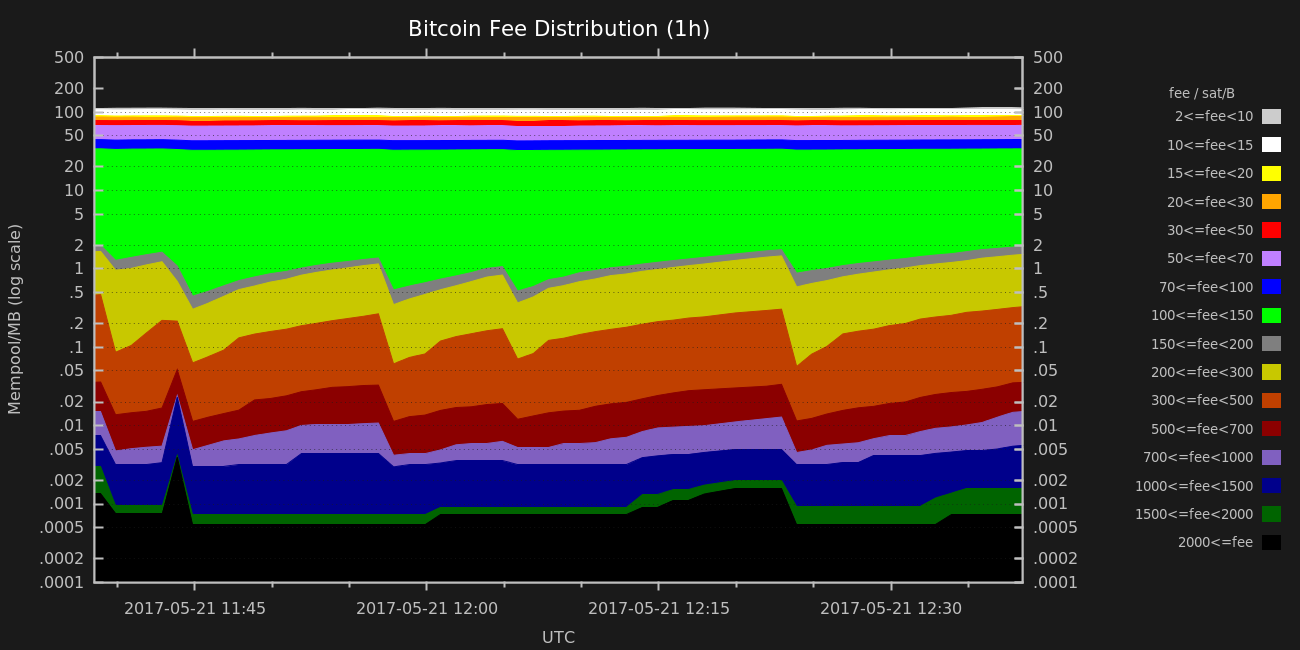 Bitcoin Fee Distribution (1h)
500
200
100
50
20
10
5
2
1
.5
.2
.1
.05
.02
.01
.005
.002
.001
.0005
.0002
.0001
Mempool/MB (log scale)
500
200
100
50
20
10
5
2
1
.5
.2
.1
.05
.02
.01
.005
.002
.001
.0005
.0002
.0001
2017-05-21 11:45
2017-05-21 12:00
2017-05-21 12:15
2017-05-21 12:30
UTC
fee / sat/B
2<=fee<10
10<=fee<15
15<=fee<20
20<=fee<30
30<=fee<50
50<=fee<70
70<=fee<100
100<=fee<150
150<=fee<200
200<=fee<300
300<=fee<500
500<=fee<700
700<=fee<1000
1000<=fee<1500
1500<=fee<2000
2000<=fee